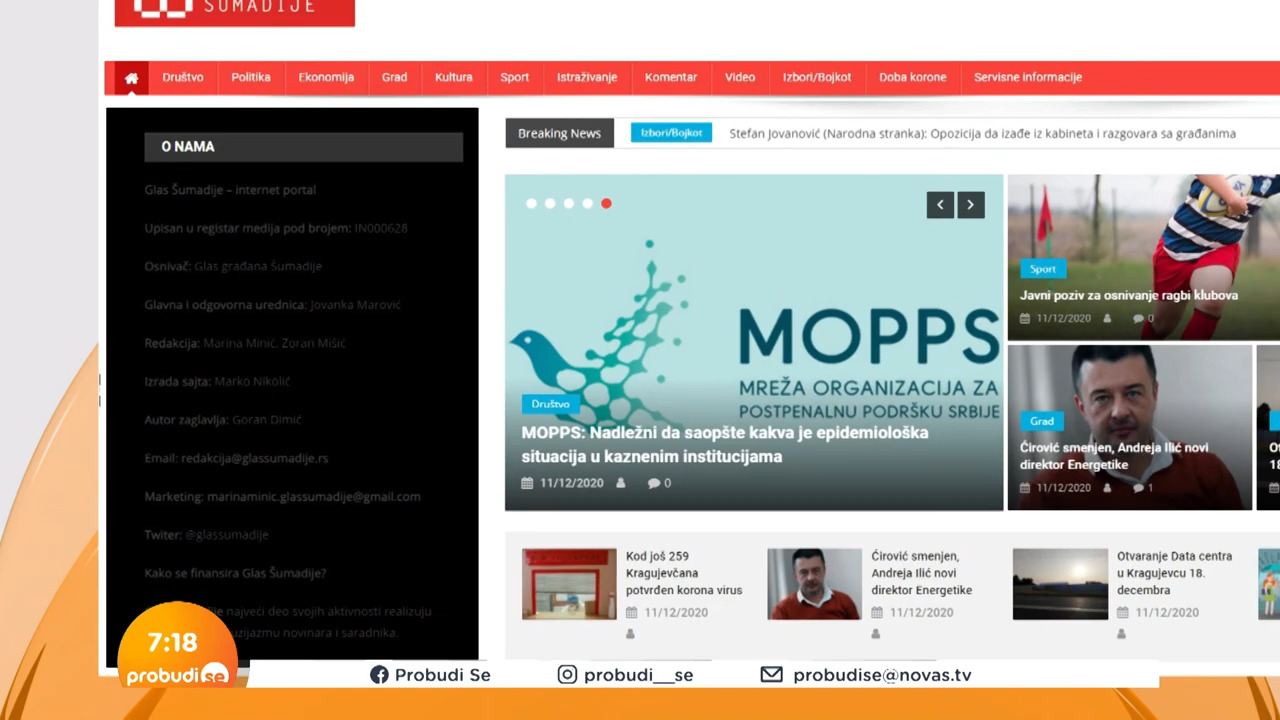 ŠUMADIJE
Društvo Politika Ekonomija Grad Kultura Sport Istraživanje Komentar Video Izbori/Bojkot Doba korone Servisne informacije
O NAMA
Glas Šumadije – internet portal
Upisan u registar medija pod brojem: IN000628
Osnivač: Glas građana Šumadije
Glavna i odgovorna urednica: Jovanka Marović
Redakcija: Marina Minić, Zoran Mišić
Izrada sajta: Marko Nikolić
Autor zaglavlja: Goran Dimić
Email: redakcija@glassumadije.rs
Marketing: marinaminic.glassumadije@gmail.com
Twiter: @glassumadije
Kako se finansira Glas Šumadije?
najveći deo svojih aktivnosti realizuju
novinara i saradnika.
Breaking News Izbori/Bojkot Stefan Jovanović (Narodna stranka): Opozicija da izađe iz kabineta i razgovara sa građanima
MOPPS
MREŽA ORGANIZACIJA ZA
POSTPENALNU PODRŠKU SRBIJE
Društvo
MOPPS: Nadležni da saopšte kakva je epidemiološka
situacija u kaznenim institucijama
11/12/2020 0
Sport
Javni poziv za osnivanje ragbi klubova
11/12/2020 0
Grad
Ćirović smenjen, Andreja Ilić novi
direktor Energetike
11/12/2020 1
18
Kod još 259
Kragujevčana
potvrđen korona virus
11/12/2020
Ćirović smenjen,
Andreja Ilić novi
direktor Energetike
11/12/2020
Otvaranje Data centra
u Kragujevcu 18.
decembra
11/12/2020
7:18
probudi se
Probudi Se probudi__se probudise@novas.tv